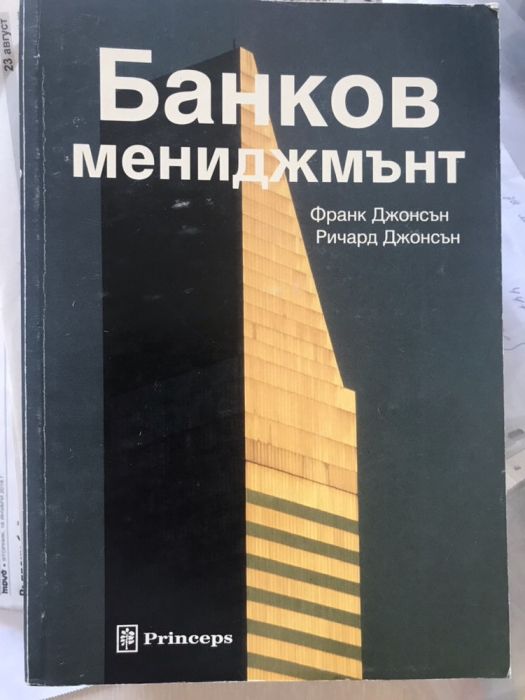 Банков
мениджмънт
Франк Джонсън
Ричард Джонсън
Princeps
23 август